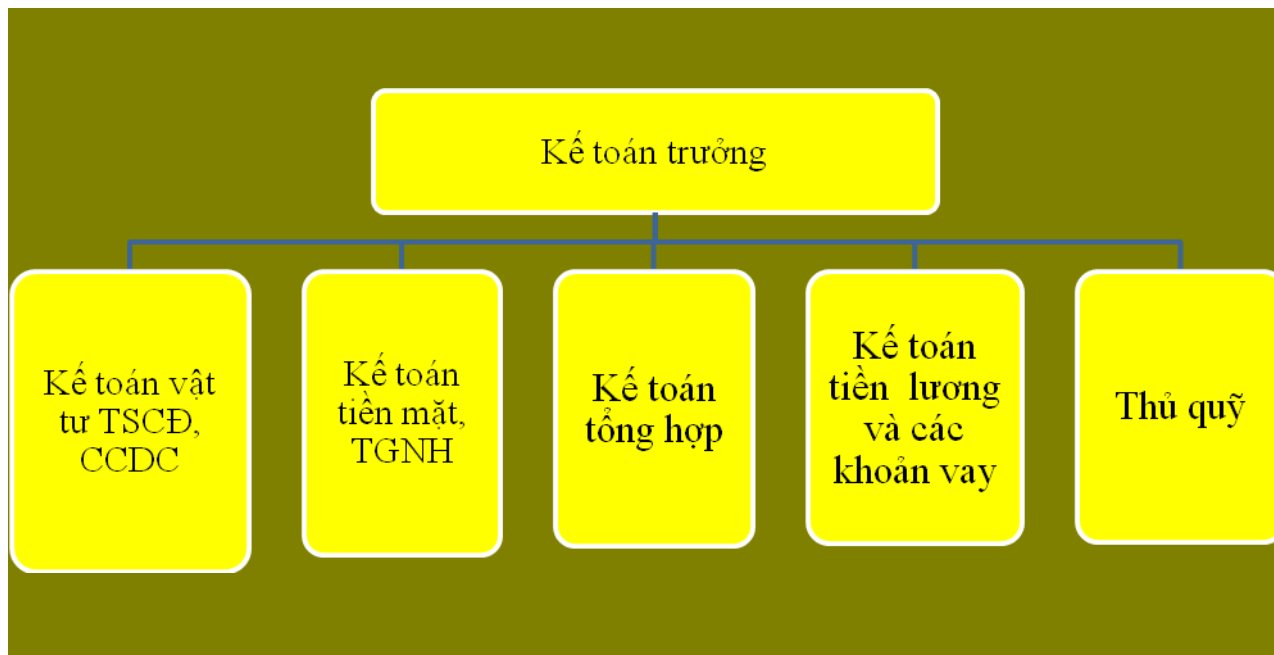 Kế toán trưởng
Kế toán vật
tư TSCĐ,
CCDC
Kế toán
tiền mặt,
TGNH
Kế toán
tổng hợp
Kế toán
tiền lương
và các
khoản vay
Thủ quỹ